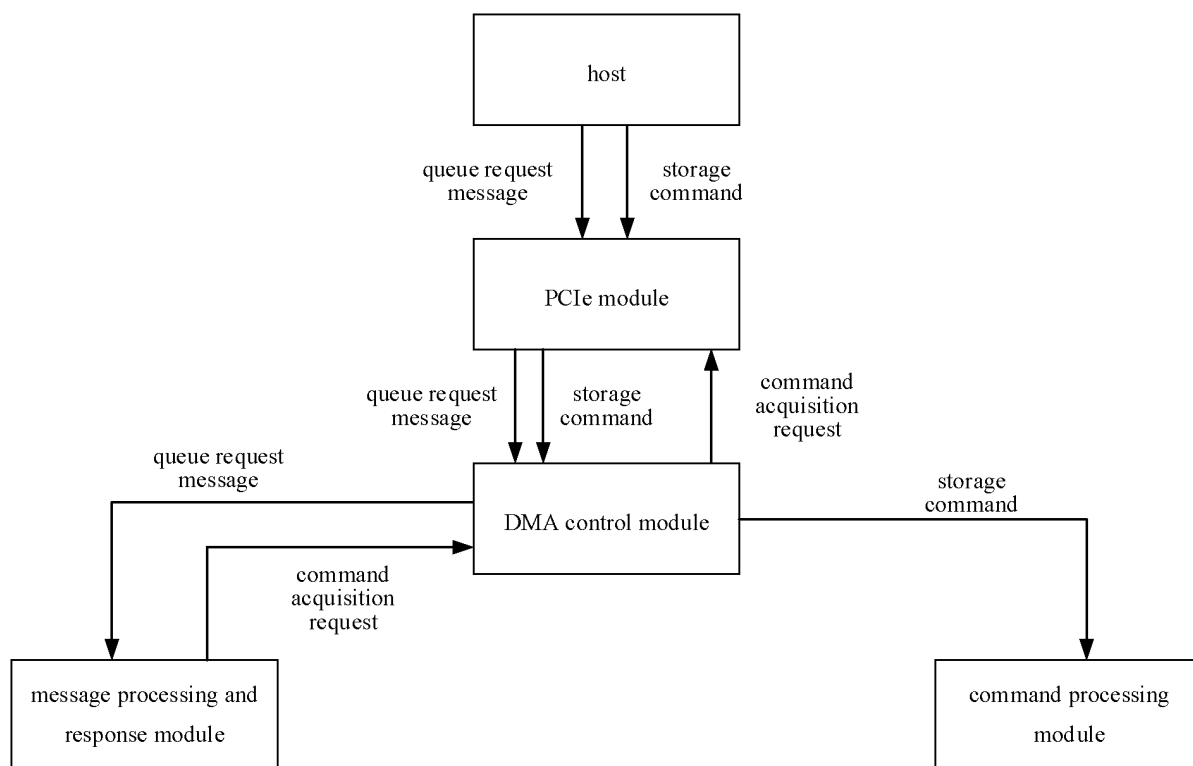 host
queue request
message
storage
command
PCIe module
queue request
message
storage
command
command
acquisition
request
queue request
message
DMA control module
storage
command
command
acquisition
request
message processing and
response module
command processing
module